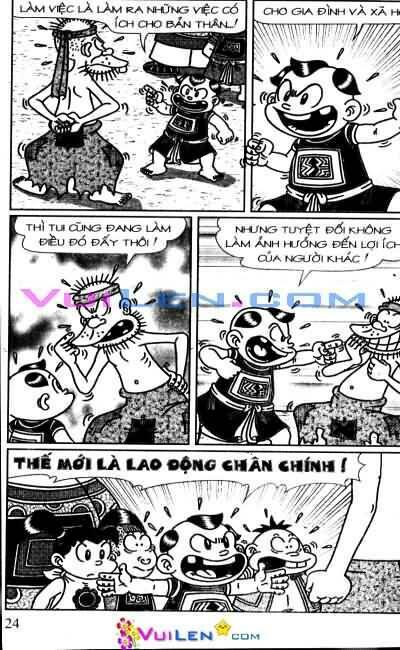 LÀM VIỆC LÀ LÀM RA NHỮNG VIỆC CÓ
ÍCH CHO BẢN THÂN..!
CHO GIA ĐÌNH VÀ XÃ
THÌ TUI CŨNG ĐANG LÀM
ĐIỀU ĐÓ ĐẤY THÔI!
NHƯNG TUYỆT ĐỐI KHÔNG
LÀM ẢNH HƯỞNG ĐẾN LỢI ÍCH
CỦA NGƯỜI KHÁC!
VUILEN.COM
THẾ MỚI LÀ LAO ĐỘNG CHÂN CHÍNH!
24
VUILEN.COM